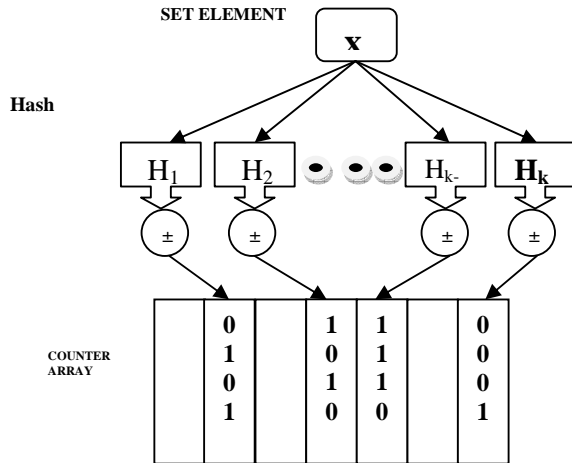 SET ELEMENT
x
Hash
H1 H2 Hk- Hk
± ± ± ±
0 1 1 0
1 0 1 0
COUNTER
ARRAY
0 1 1 0
1 0 0 1